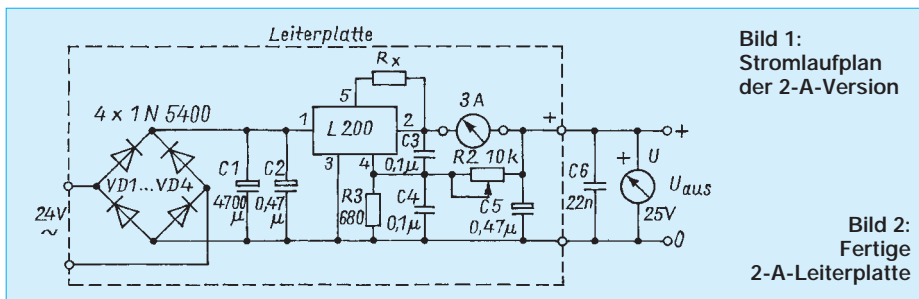 Leiterplatte
Bild 1:
Stromlaufplan
der 2-A-Version
Rx
4 x 1N 5400
5
3A
1
L200
2
+
+
3
4
C3
0,1µ
R2 10k
C1
4700
µ
C2
0,47
µ
VD1...VD4
R3
680
C4
0,1µ
C5
0,47µ
C6
22n
+
U
25V
Uaus
24V
~
0
Bild 2:
Fertige
2-A-Leiterplatte